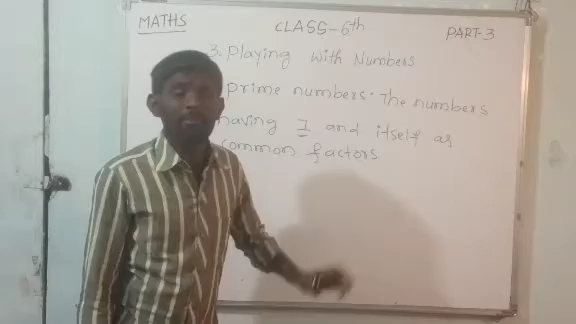 MATHS
CLASS-6th
PART-3
3. Playing With Numbers
prime numbers. The numbers
having 1 and itself as
common factors